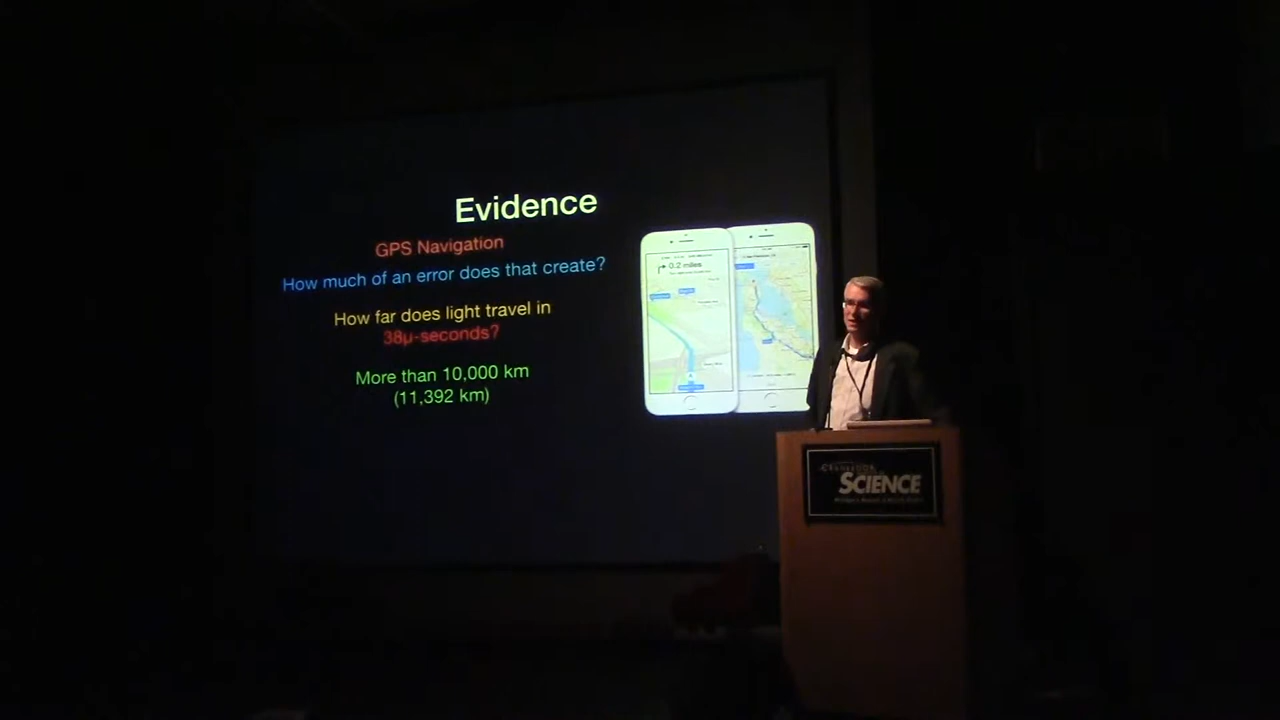 Evidence
GPS Navigation
How much of an error does that create?
How far does light travel in
38µ-seconds?
More than 10,000 km
(11,392 km)
0.2 miles
CRANBROOK
SCIENCE